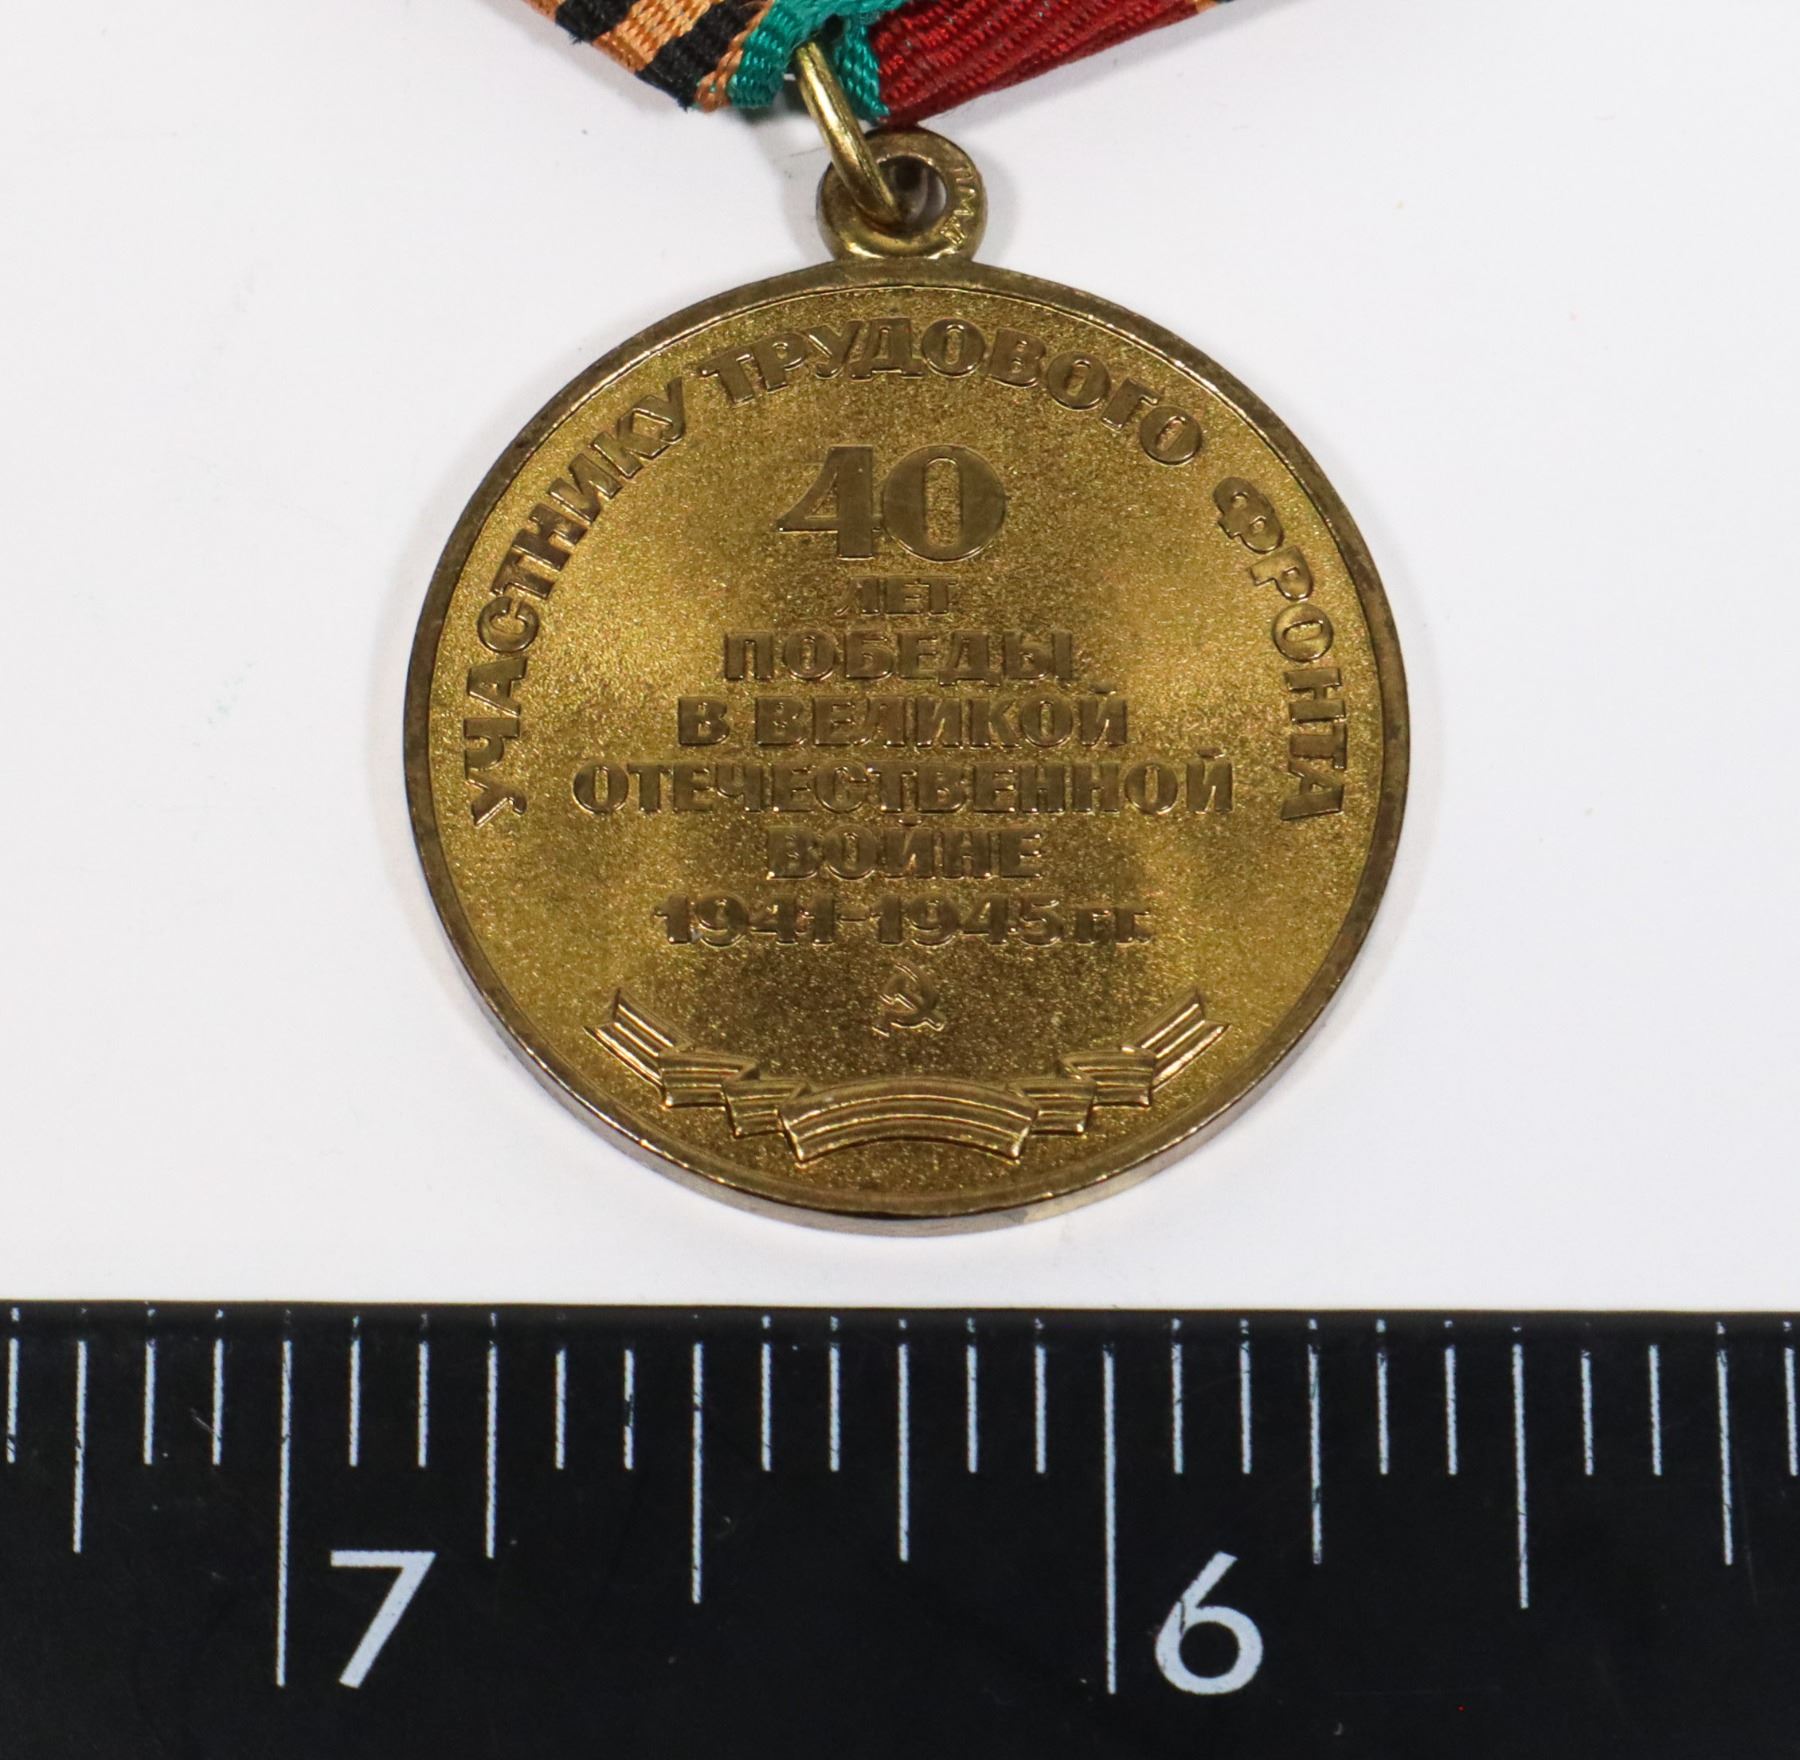 УЧАСТНИКУ ТРУДОВОГО ФРОНТА
40
ЛЕТ
ПОБЕДЫ
В ВЕЛИКОЙ
ОТЕЧЕСТВЕННОЙ
ВОЙНЕ
1941-1945 гг.
7 6